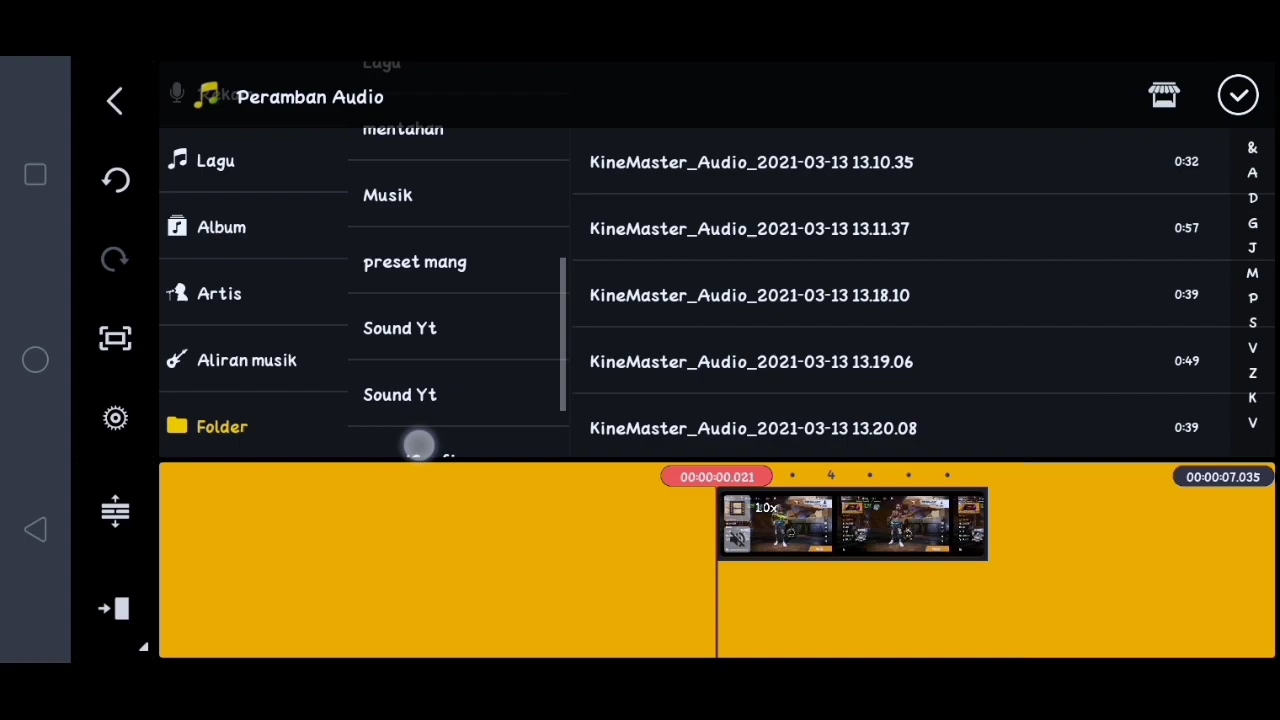 Lagu
Peramban Audio
mentahan
Lagu
KineMaster_Audio_2021-03-13 13.10.35
0:32
Musik
Album
KineMaster_Audio_2021-03-13 13.11.37
0:57
preset mang
Artis
KineMaster_Audio_2021-03-13 13.18.10
0:39
Sound Yt
Aliran musik
KineMaster_Audio_2021-03-13 13.19.06
0:49
Sound Yt
Folder
KineMaster_Audio_2021-03-13 13.20.08
0:39
&
A
D
G
J
M
P
S
V
Z
K
V
00:00:00.021
4
00:00:07.035
1.0x